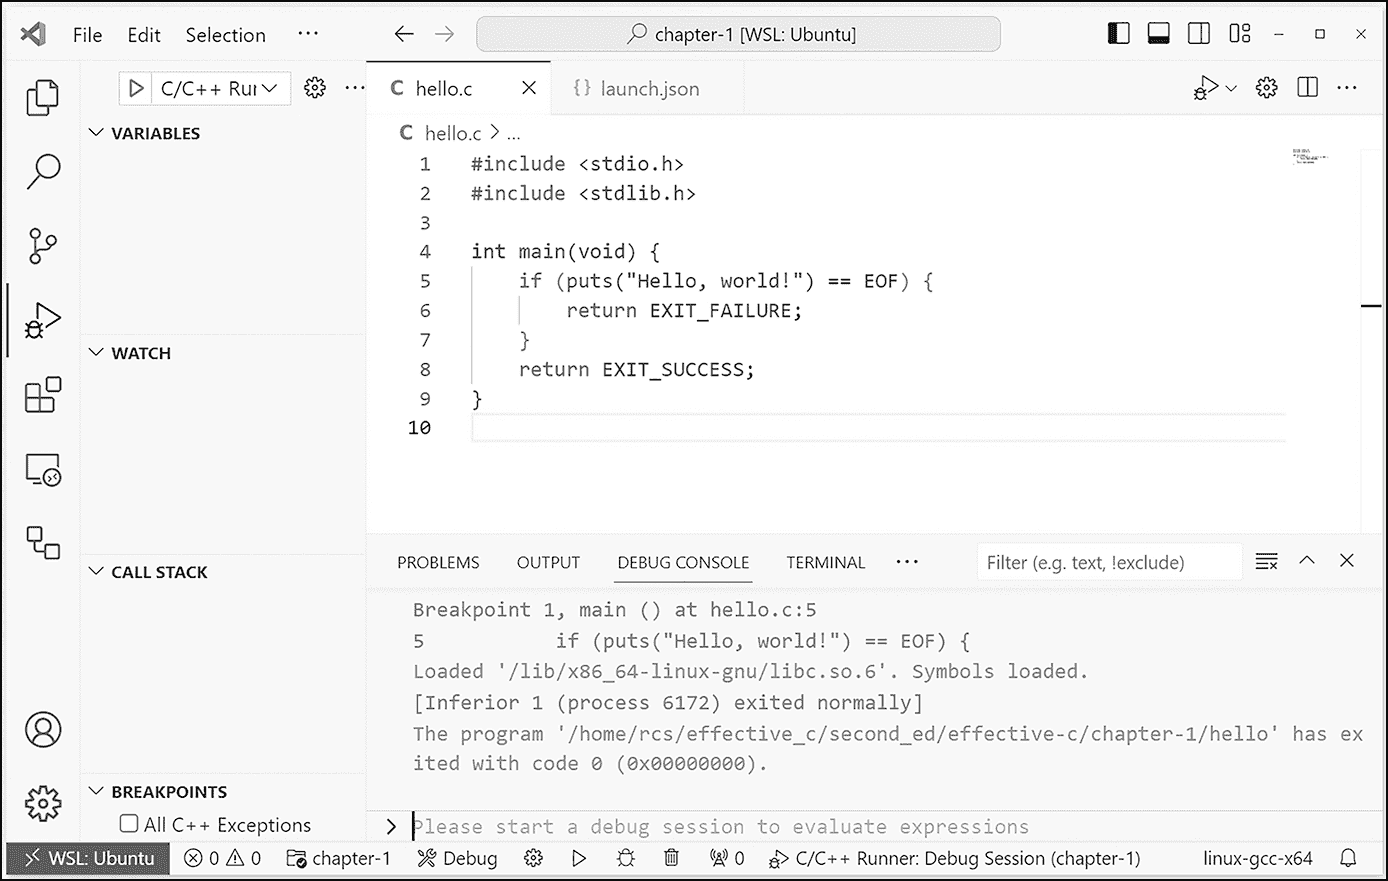 File Edit Selection ···
chapter-1 [WSL: Ubuntu]
C/C++ Rur
···
VARIABLES
WATCH
CALL STACK
BREAKPOINTS
All C++ Exceptions
C hello.c
{} launch.json
···
C hello.c > ...
1 #include <stdio.h>
2 #include <stdlib.h>
3
4 int main(void) {
5     if (puts("Hello, world!") == EOF) {
6         return EXIT_FAILURE;
7     }
8     return EXIT_SUCCESS;
9 }
10
PROBLEMS OUTPUT DEBUG CONSOLE TERMINAL ··· Filter (e.g. text, !exclude)
Breakpoint 1, main () at hello.c:5
5           if (puts("Hello, world!") == EOF) {
Loaded '/lib/x86_64-linux-gnu/libc.so.6'. Symbols loaded.
[Inferior 1 (process 6172) exited normally]
The program '/home/rcs/effective_c/second_ed/effective-c/chapter-1/hello' has ex
ited with code 0 (0x00000000).
> Please start a debug session to evaluate expressions
WSL: Ubuntu 0 0 chapter-1 Debug 0 C/C++ Runner: Debug Session (chapter-1) linux-gcc-x64